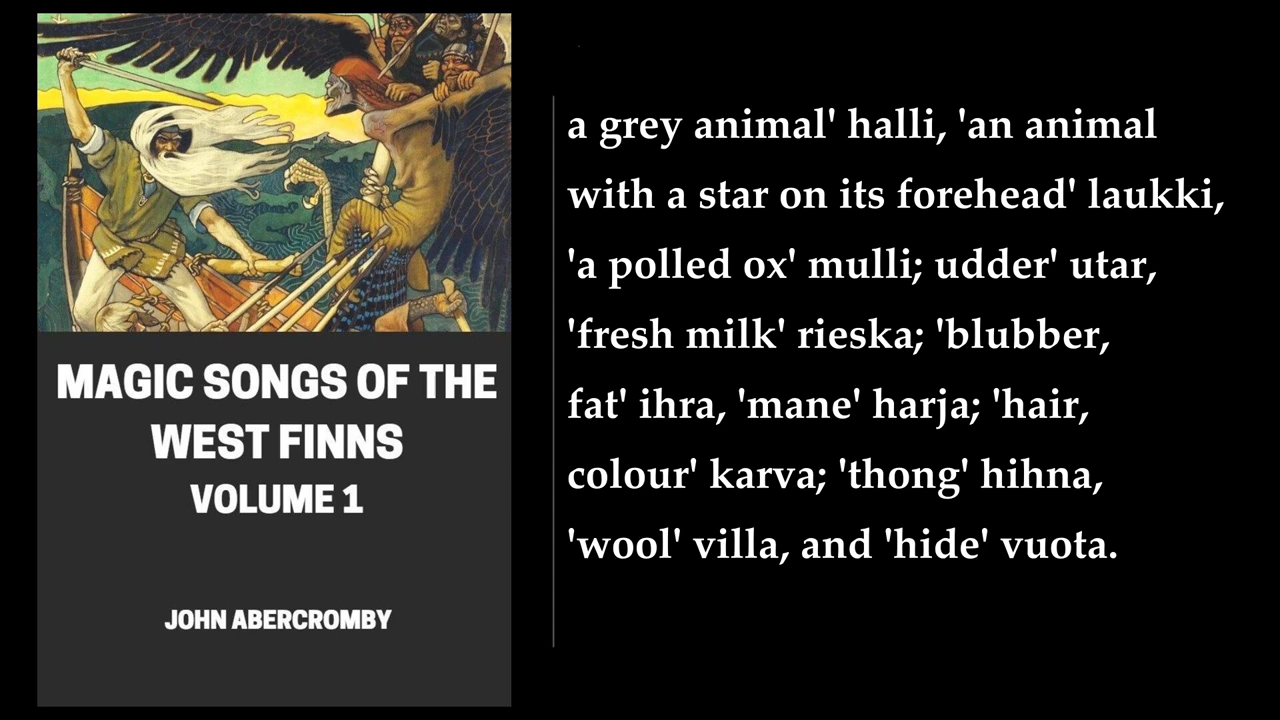 MAGIC SONGS OF THE
WEST FINNS
VOLUME 1
JOHN ABERCROMBY
a grey animal' halli, 'an animal
with a star on its forehead' laukki,
'a polled ox' mulli; udder' utar,
'fresh milk' rieska; 'blubber,
fat' ihra, 'mane' harja; 'hair,
colour' karva; 'thong' hihna,
'wool' villa, and 'hide' vuota.